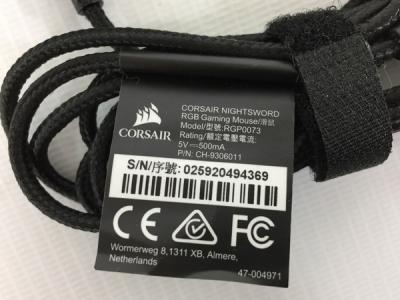 CORSAIR NIGHTSWORD
RGB Gaming Mouse/滑鼠
Model/型號:RGP0073
Rating/額定電壓電流:
5V⎓500mA
P/N: CH-9306011
CORSAIR
S/N/序號: 025920494369
CE FC
Wormerweg 8,1311 XB, Almere,
Netherlands
47-004971